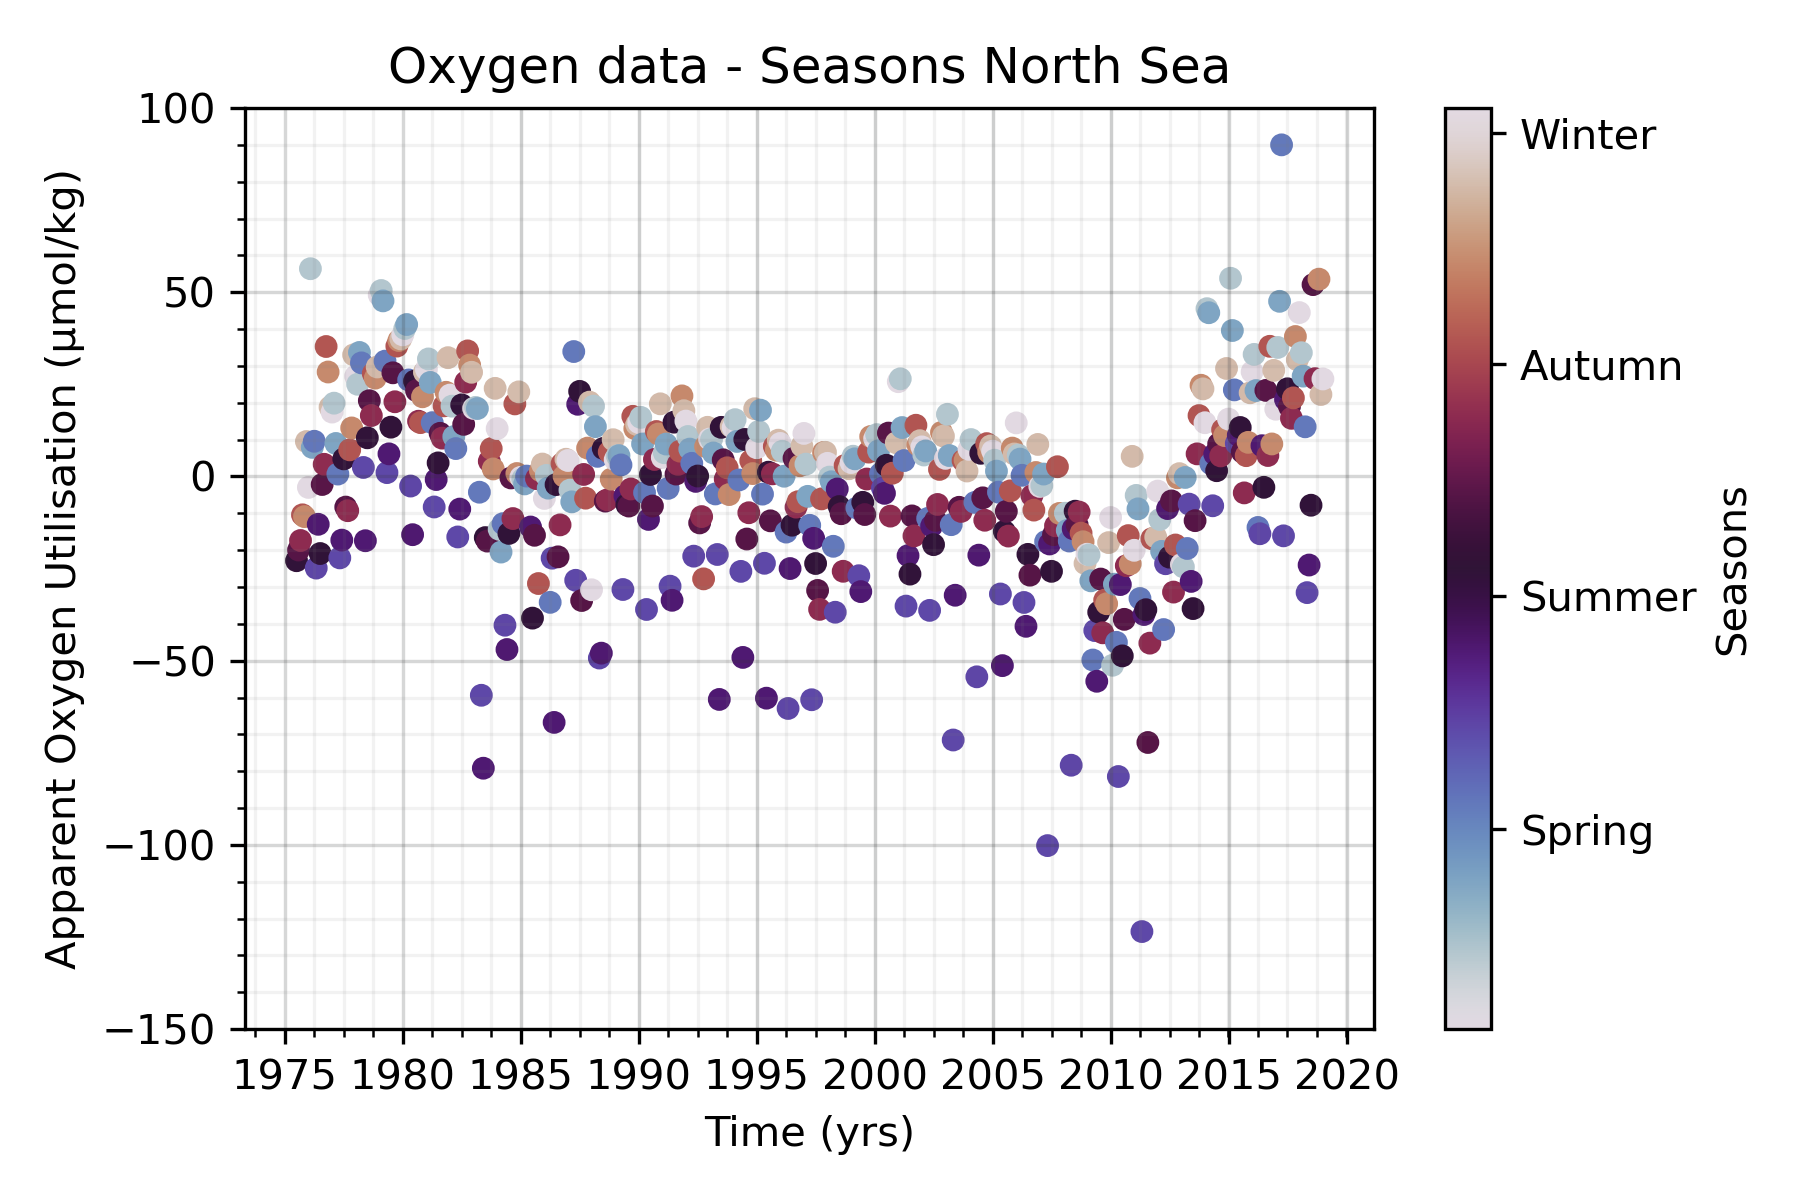 Oxygen data - Seasons North Sea
Apparent Oxygen Utilisation (μmol/kg)
100
50
0
−50
−100
−150
1975 1980 1985 1990 1995 2000 2005 2010 2015 2020
Time (yrs)
Winter
Autumn
Summer
Spring
Seasons